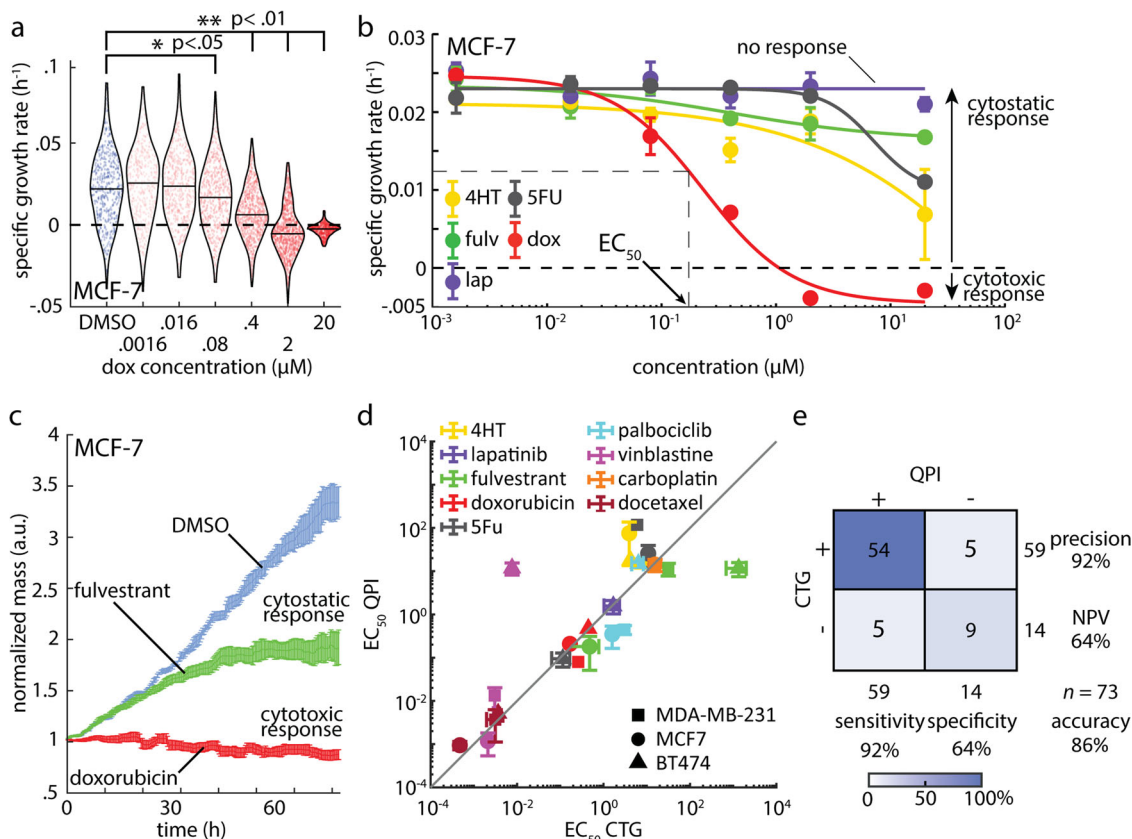 a
** p< .01
* p<.05
specific growth rate (h⁻¹)
.1
0.05
0
-.05
MCF-7
DMSO .016 .4 20
.0016 .08 2
dox concentration (µM)
b
MCF-7
no response
specific growth rate (h⁻¹)
0.03
0.02
0.01
0
-.005
cytostatic
response
cytotoxic
response
4HT 5FU
fulv dox
lap
EC₅₀
10⁻³ 10⁻² 10⁻¹ 10⁰ 10¹ 10²
concentration (µM)
c
MCF-7
normalized mass (a.u.)
4
3.5
3
2.5
2
1.5
1
.5
DMSO
fulvestrant
cytostatic
response
cytotoxic
response
doxorubicin
0 30 60
time (h)
d
4HT palbociclib
lapatinib vinblastine
fulvestrant carboplatin
doxorubicin docetaxel
5Fu
EC₅₀ QPI
10⁴
10²
10⁰
10⁻²
10⁻⁴
MDA-MB-231
MCF7
BT474
10⁻⁴ 10⁻² 10⁰ 10² 10⁴
EC₅₀ CTG
e
QPI
+ -
CTG
+ 54 5 59 precision
92%
- 5 9 14 NPV
64%
59 14 n = 73
sensitivity specificity accuracy
92% 64% 86%
0 50 100%